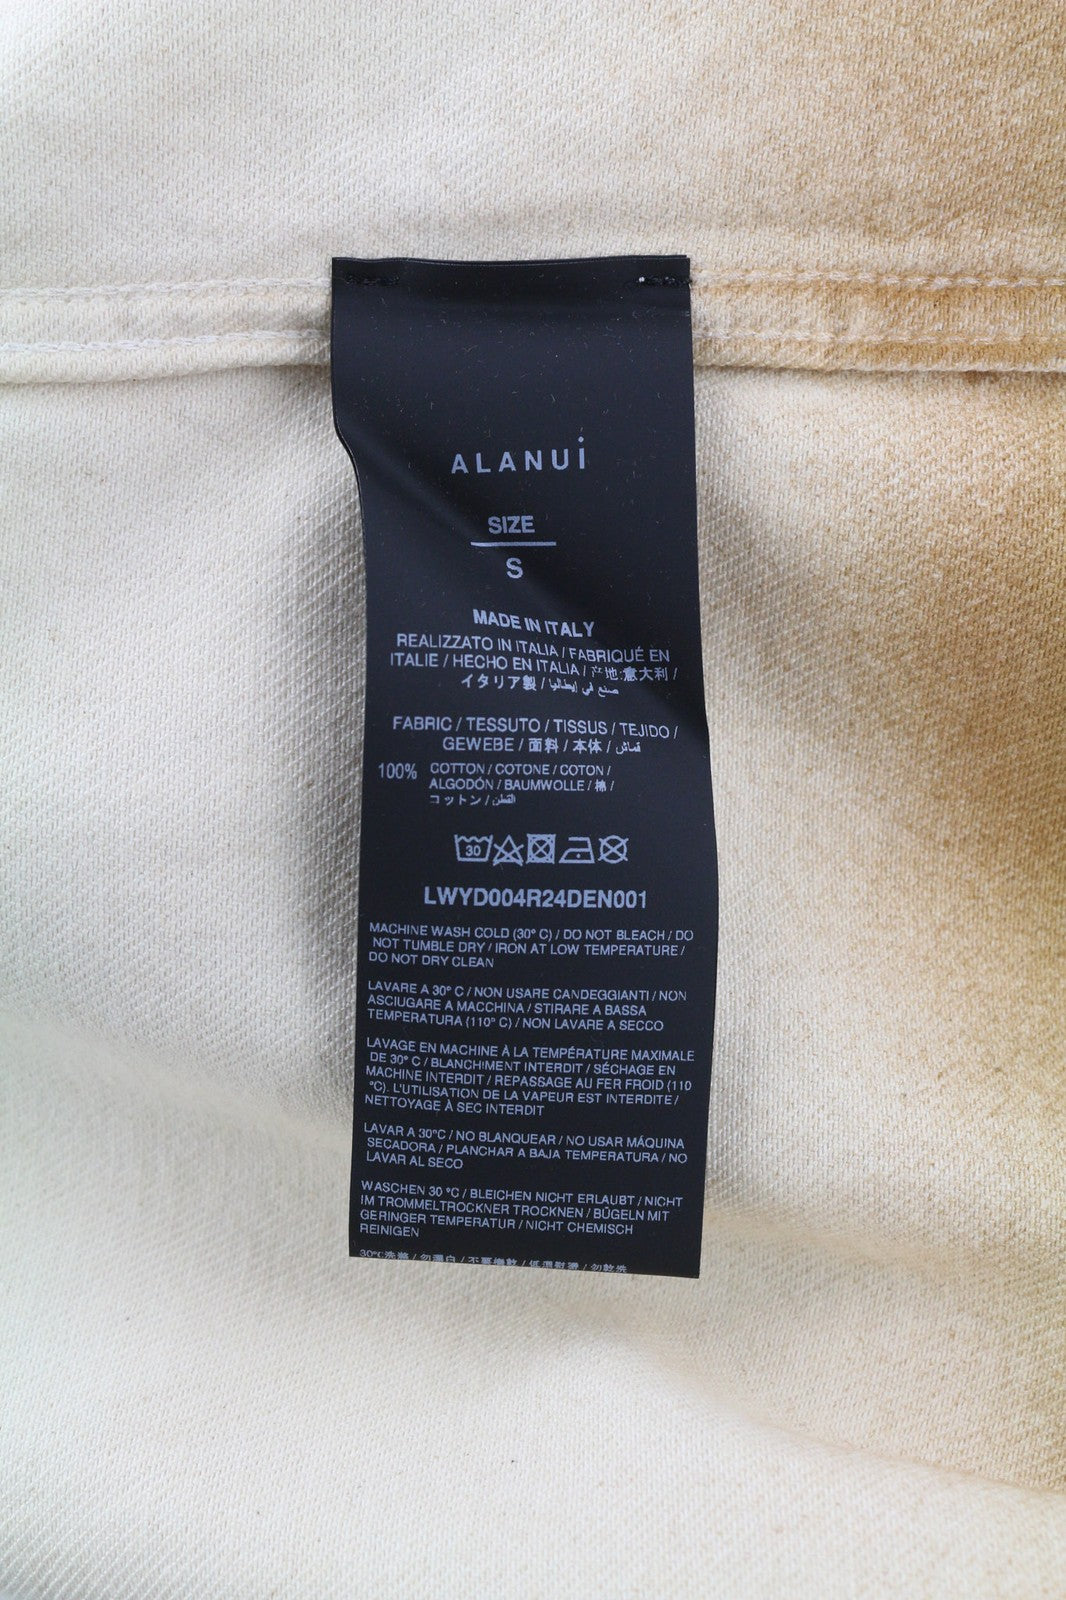 ALANUi
SIZE
S
MADE IN ITALY
REALIZZATO IN ITALIA / FABRIQUÉ EN
ITALIE / HECHO EN ITALIA / 产地:意大利 /
イタリア製 / صنع في إيطاليا
FABRIC / TESSUTO / TISSUS / TEJIDO /
GEWEBE / 面料 / 本体 / قماش
100% COTTON / COTONE / COTON /
ALGODÓN / BAUMWOLLE / 棉 /
コットン / القطن
30
LWYD004R24DEN001
MACHINE WASH COLD (30° C) / DO NOT BLEACH / DO
NOT TUMBLE DRY / IRON AT LOW TEMPERATURE /
DO NOT DRY CLEAN
LAVARE A 30° C / NON USARE CANDEGGIANTI / NON
ASCIUGARE A MACCHINA / STIRARE A BASSA
TEMPERATURA (110° C) / NON LAVARE A SECCO
LAVAGE EN MACHINE À LA TEMPÉRATURE MAXIMALE
DE 30° C / BLANCHIMENT INTERDIT / SÉCHAGE EN
MACHINE INTERDIT / REPASSAGE AU FER FROID (110
°C). L'UTILISATION DE LA VAPEUR EST INTERDITE /
NETTOYAGE À SEC INTERDIT
LAVAR A 30°C / NO BLANQUEAR / NO USAR MÁQUINA
SECADORA / PLANCHAR A BAJA TEMPERATURA / NO
LAVAR AL SECO
WASCHEN 30 °C / BLEICHEN NICHT ERLAUBT / NICHT
IM TROMMELTROCKNER TROCKNEN / BÜGELN MIT
GERINGER TEMPERATUR / NICHT CHEMISCH
REINIGEN
30°C洗滌 / 勿漂白 /